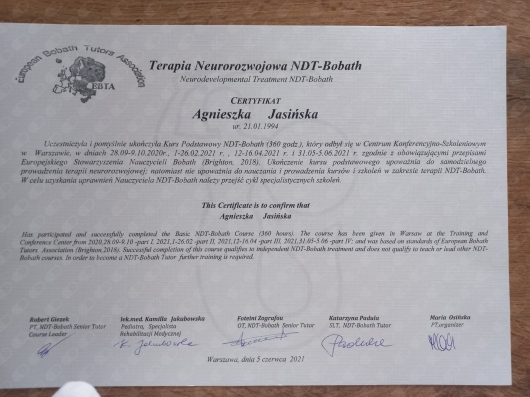 European Bobath Tutors Association
EBTA
Terapia Neurorozwojowa NDT-Bobath
Neurodevelopmental Treatment NDT-Bobath
CERTYFIKAT
Agnieszka Jasińska
ur. 21.01.1994
Uczestniczyła i pomyślnie ukończyła Kurs Podstawowy NDT-Bobath (360 godz.), który odbył się w Centrum Konferencyjno-Szkoleniowym
w Warszawie, w dniach 28.09-9.10.2020r., 1-26.02.2021 r. , 12-16.04.2021 r. i 31.05-5.06.2021 r. zgodnie z obowiązującymi przepisami
Europejskiego Stowarzyszenia Nauczycieli Bobath (Brighton, 2018). Ukończenie kursu podstawowego upoważnia do samodzielnego
prowadzenia terapii neurorozwojowej; natomiast nie upoważnia do nauczania i prowadzenia kursów i szkoleń w zakresie terapii NDT-Bobath.
W celu uzyskania uprawnień Nauczyciela NDT-Bobath należy przejść cykl specjalistycznych szkoleń.
This Certificate is to confirm that
Agnieszka Jasińska
Has participated and successfully completed the Basic NDT-Bobath Course (360 hours). The course has been given in Warsaw at the Training and
Conference Center from 2020,28.09-9.10 -part I, 2021,1-26.02 -part II, 2021,12-16.04 -part III, 2021,31.05-5.06 -part IV; and was based on standards of European Bobath
Tutors Association (Brighton,2018). Successful completion of this course qualifies to independent NDT-Bobath treatment and does not qualify to teach or lead other NDT-
Bobath courses. In order to become a NDT-Bobath Tutor further training is required.
Robert Gieszek lek.med. Kamilla Jakubowska Foteini Zografou Katarzyna Padula Maria Osińska
PT, NDT-Bobath Senior Tutor Pediatra, Specjalista OT, NDT-Bobath Senior Tutor SLT, NDT-Bobath Tutor PT,organizer
Course Leader Rehabilitacji Medycznej
Warszawa, dnia 5 czerwca 2021